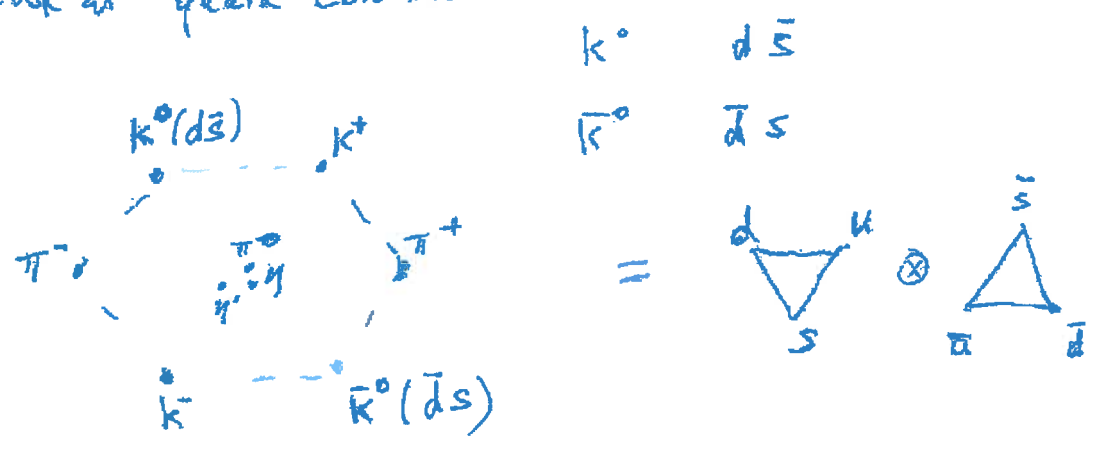 k° d s̄
k̄° d̄ s
k°(ds̄) k⁺
π⁻ π° π⁺
η' η
k⁻ k̄°(d̄s)
= d u s ⊗ s̄ ū d̄